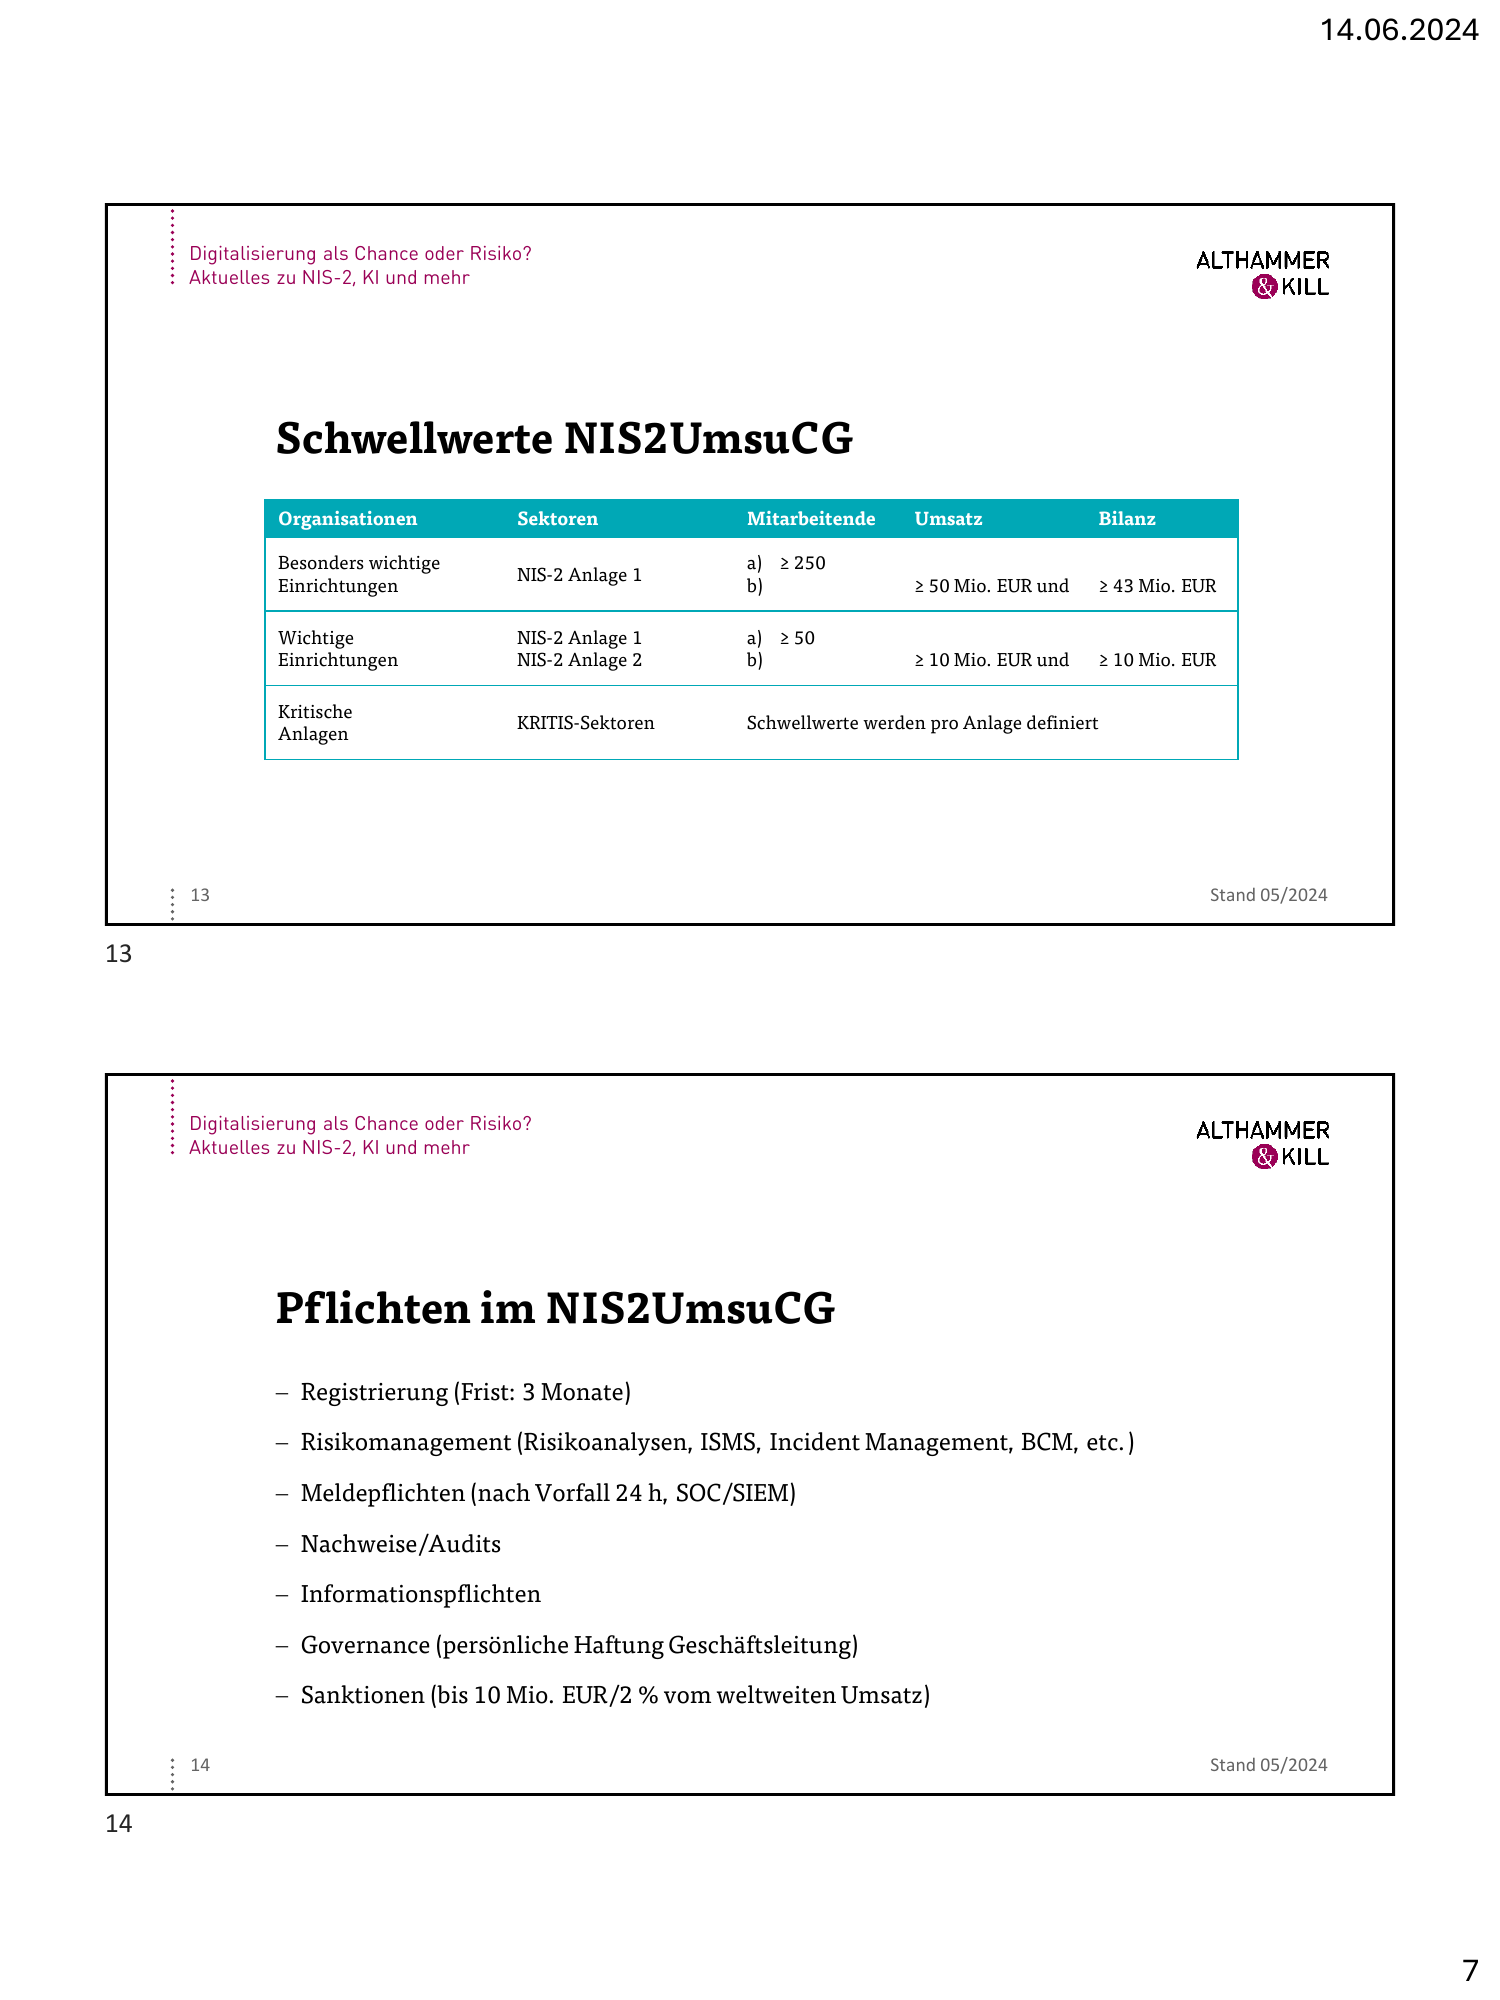 14.06.2024
Digitalisierung als Chance oder Risiko?
Aktuelles zu NIS-2, KI und mehr
ALTHAMMER
& KILL
Schwellwerte NIS2UmsuCG
Organisationen Sektoren Mitarbeitende Umsatz Bilanz
Besonders wichtige
Einrichtungen
NIS-2 Anlage 1
a) ≥ 250
b) ≥ 50 Mio. EUR und ≥ 43 Mio. EUR
Wichtige
Einrichtungen
NIS-2 Anlage 1
NIS-2 Anlage 2
a) ≥ 50
b) ≥ 10 Mio. EUR und ≥ 10 Mio. EUR
Kritische
Anlagen
KRITIS-Sektoren
Schwellwerte werden pro Anlage definiert
13 Stand 05/2024
13
Digitalisierung als Chance oder Risiko?
Aktuelles zu NIS-2, KI und mehr
ALTHAMMER
& KILL
Pflichten im NIS2UmsuCG
– Registrierung (Frist: 3 Monate)
– Risikomanagement (Risikoanalysen, ISMS, Incident Management, BCM, etc.)
– Meldepflichten (nach Vorfall 24 h, SOC/SIEM)
– Nachweise/Audits
– Informationspflichten
– Governance (persönliche Haftung Geschäftsleitung)
– Sanktionen (bis 10 Mio. EUR/2 % vom weltweiten Umsatz)
14 Stand 05/2024
14
7